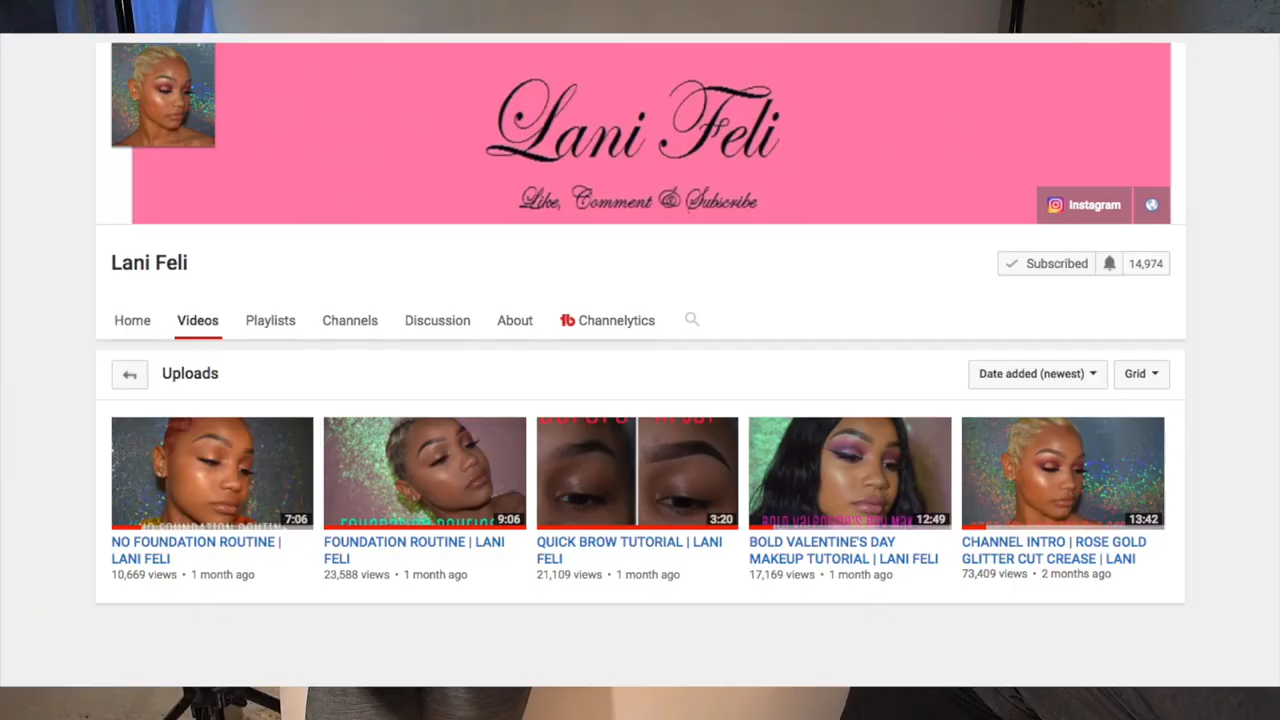 Lani Feli
Like, Comment & Subscribe
Instagram
Lani Feli
Subscribed 14,974
Home Videos Playlists Channels Discussion About Channelytics
Uploads
Date added (newest) Grid
7:06
9:06
3:20
12:49
13:42
NO FOUNDATION ROUTINE |
LANI FELI
10,669 views • 1 month ago
FOUNDATION ROUTINE | LANI
FELI
23,588 views • 1 month ago
QUICK BROW TUTORIAL | LANI
FELI
21,109 views • 1 month ago
BOLD VALENTINE'S DAY
MAKEUP TUTORIAL | LANI FELI
17,169 views • 1 month ago
CHANNEL INTRO | ROSE GOLD
GLITTER CUT CREASE | LANI
73,409 views • 2 months ago